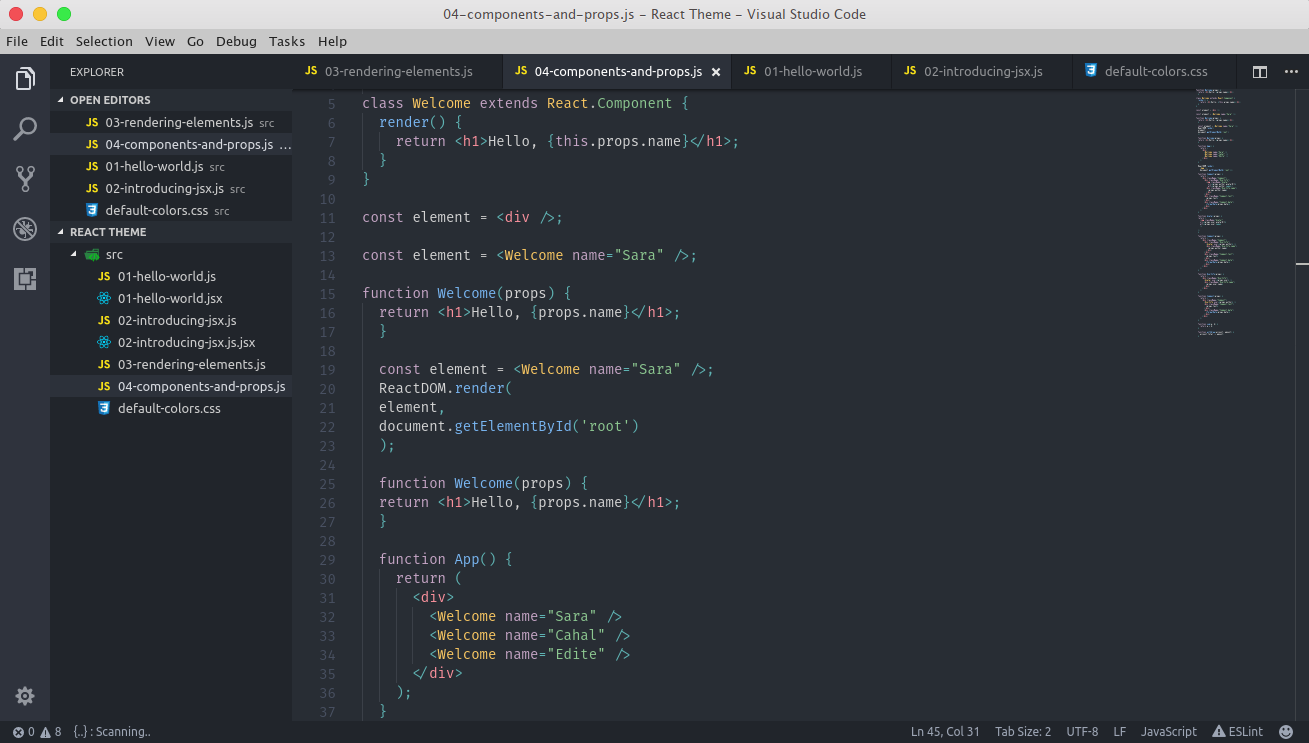 04-components-and-props.js – React Theme – Visual Studio Code
File Edit Selection View Go Debug Tasks Help
EXPLORER
OPEN EDITORS
JS 03-rendering-elements.js src
JS 04-components-and-props.js ...
JS 01-hello-world.js src
JS 02-introducing-jsx.js src
default-colors.css src
REACT THEME
src
JS 01-hello-world.js
01-hello-world.jsx
JS 02-introducing-jsx.js
02-introducing-jsx.js.jsx
JS 03-rendering-elements.js
JS 04-components-and-props.js
default-colors.css
JS 03-rendering-elements.js JS 04-components-and-props.js × JS 01-hello-world.js JS 02-introducing-jsx.js default-colors.css
5 class Welcome extends React.Component {
6   render() {
7     return <h1>Hello, {this.props.name}</h1>;
8   }
9 }
10
11 const element = <div />;
12
13 const element = <Welcome name="Sara" />;
14
15 function Welcome(props) {
16   return <h1>Hello, {props.name}</h1>;
17   }
18
19   const element = <Welcome name="Sara" />;
20   ReactDOM.render(
21   element,
22   document.getElementById('root')
23   );
24
25   function Welcome(props) {
26   return <h1>Hello, {props.name}</h1>;
27   }
28
29   function App() {
30     return (
31       <div>
32         <Welcome name="Sara" />
33         <Welcome name="Cahal" />
34         <Welcome name="Edite" />
35       </div>
36     );
37   }
0 8 {..} : Scanning.. Ln 45, Col 31 Tab Size: 2 UTF-8 LF JavaScript ESLint